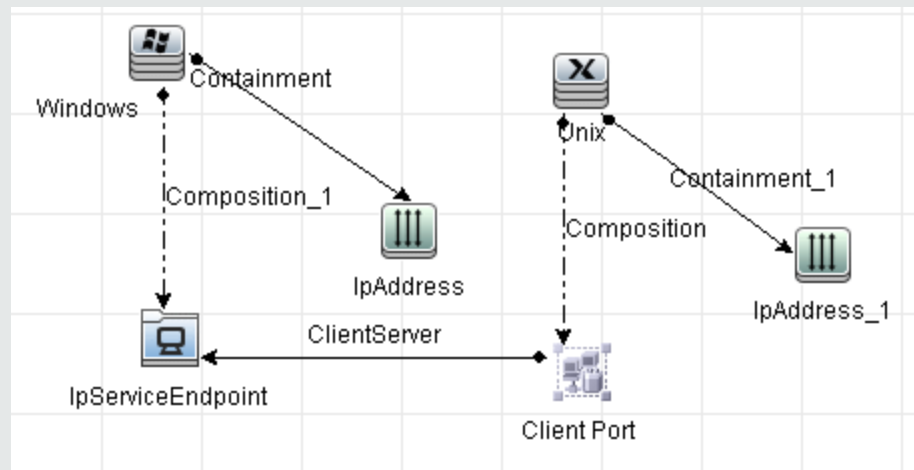 Containment
Windows
Unix
Composition_1
Containment_1
Composition
IpAddress
IpAddress_1
ClientServer
IpServiceEndpoint
Client Port